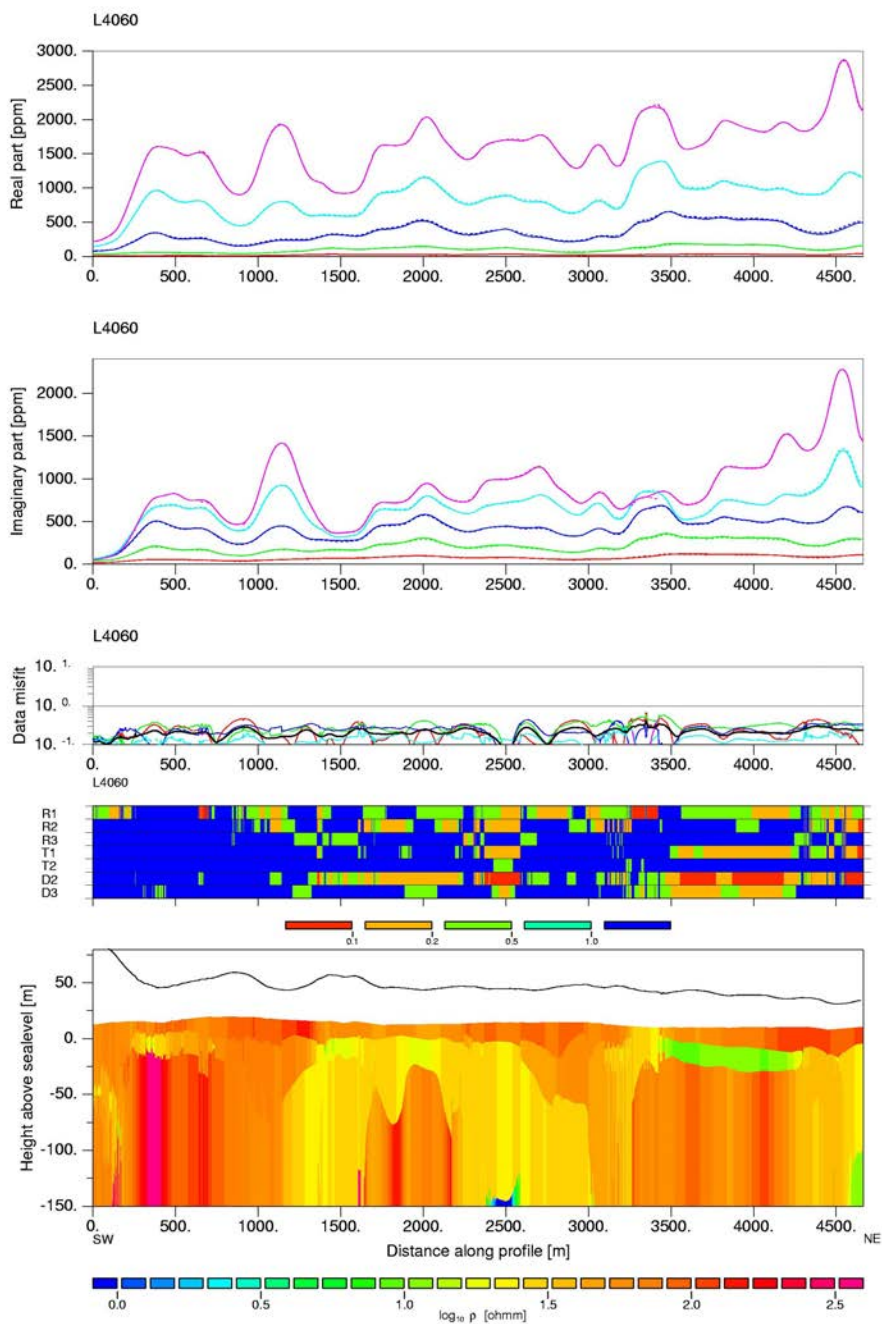 L4060
3000.
2500.
2000.
1500.
1000.
500.
0.
Real part [ppm]
0. 500. 1000. 1500. 2000. 2500. 3000. 3500. 4000. 4500.
L4060
2000.
1500.
1000.
500.
0.
Imaginary part [ppm]
0. 500. 1000. 1500. 2000. 2500. 3000. 3500. 4000. 4500.
L4060
10. 1.
10. 0.
10. -1.
Data misfit
0. 500. 1000. 1500. 2000. 2500. 3000. 3500. 4000. 4500.
L4060
R1
R2
R3
T1
T2
D2
D3
0.1 0.2 0.5 1.0
50.
0.
-50.
-100.
-150.
Height above sealevel [m]
0. 500. 1000. 1500. 2000. 2500. 3000. 3500. 4000. 4500.
SW NE
Distance along profile [m]
0.0 0.5 1.0 1.5 2.0 2.5
log10 ρ [ohmm]